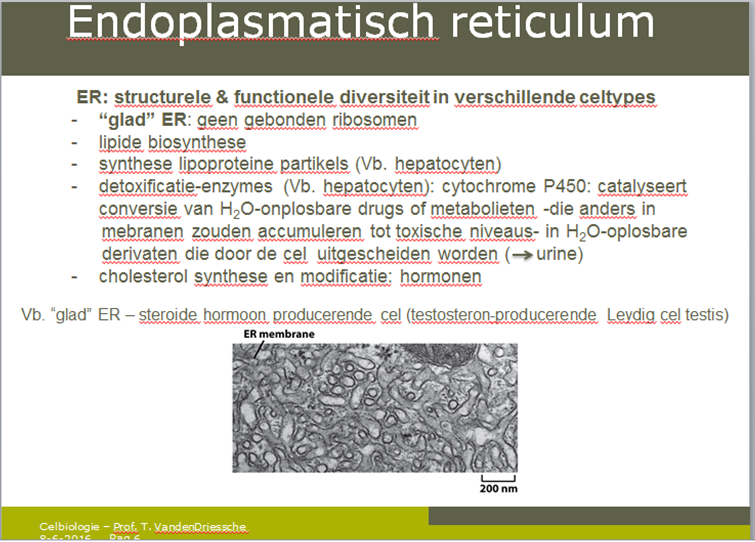 Endoplasmatisch reticulum
ER: structurele & functionele diversiteit in verschillende celtypes
- “glad” ER: geen gebonden ribosomen
- lipide biosynthese
- synthese lipoproteine partikels (Vb. hepatocyten)
- detoxificatie-enzymes (Vb. hepatocyten): cytochrome P450: catalyseert
conversie van H₂O-onplosbare drugs of metabolieten -die anders in
mebranen zouden accumuleren tot toxische niveaus- in H₂O-oplosbare
derivaten die door de cel uitgescheiden worden (→ urine)
- cholesterol synthese en modificatie: hormonen
Vb. “glad” ER – steroide hormoon producerende cel (testosteron-producerende Leydig cel testis)
ER membrane
200 nm
Celbiologie – Prof. T. VandenDriessche
8-6-2016 Pag 6